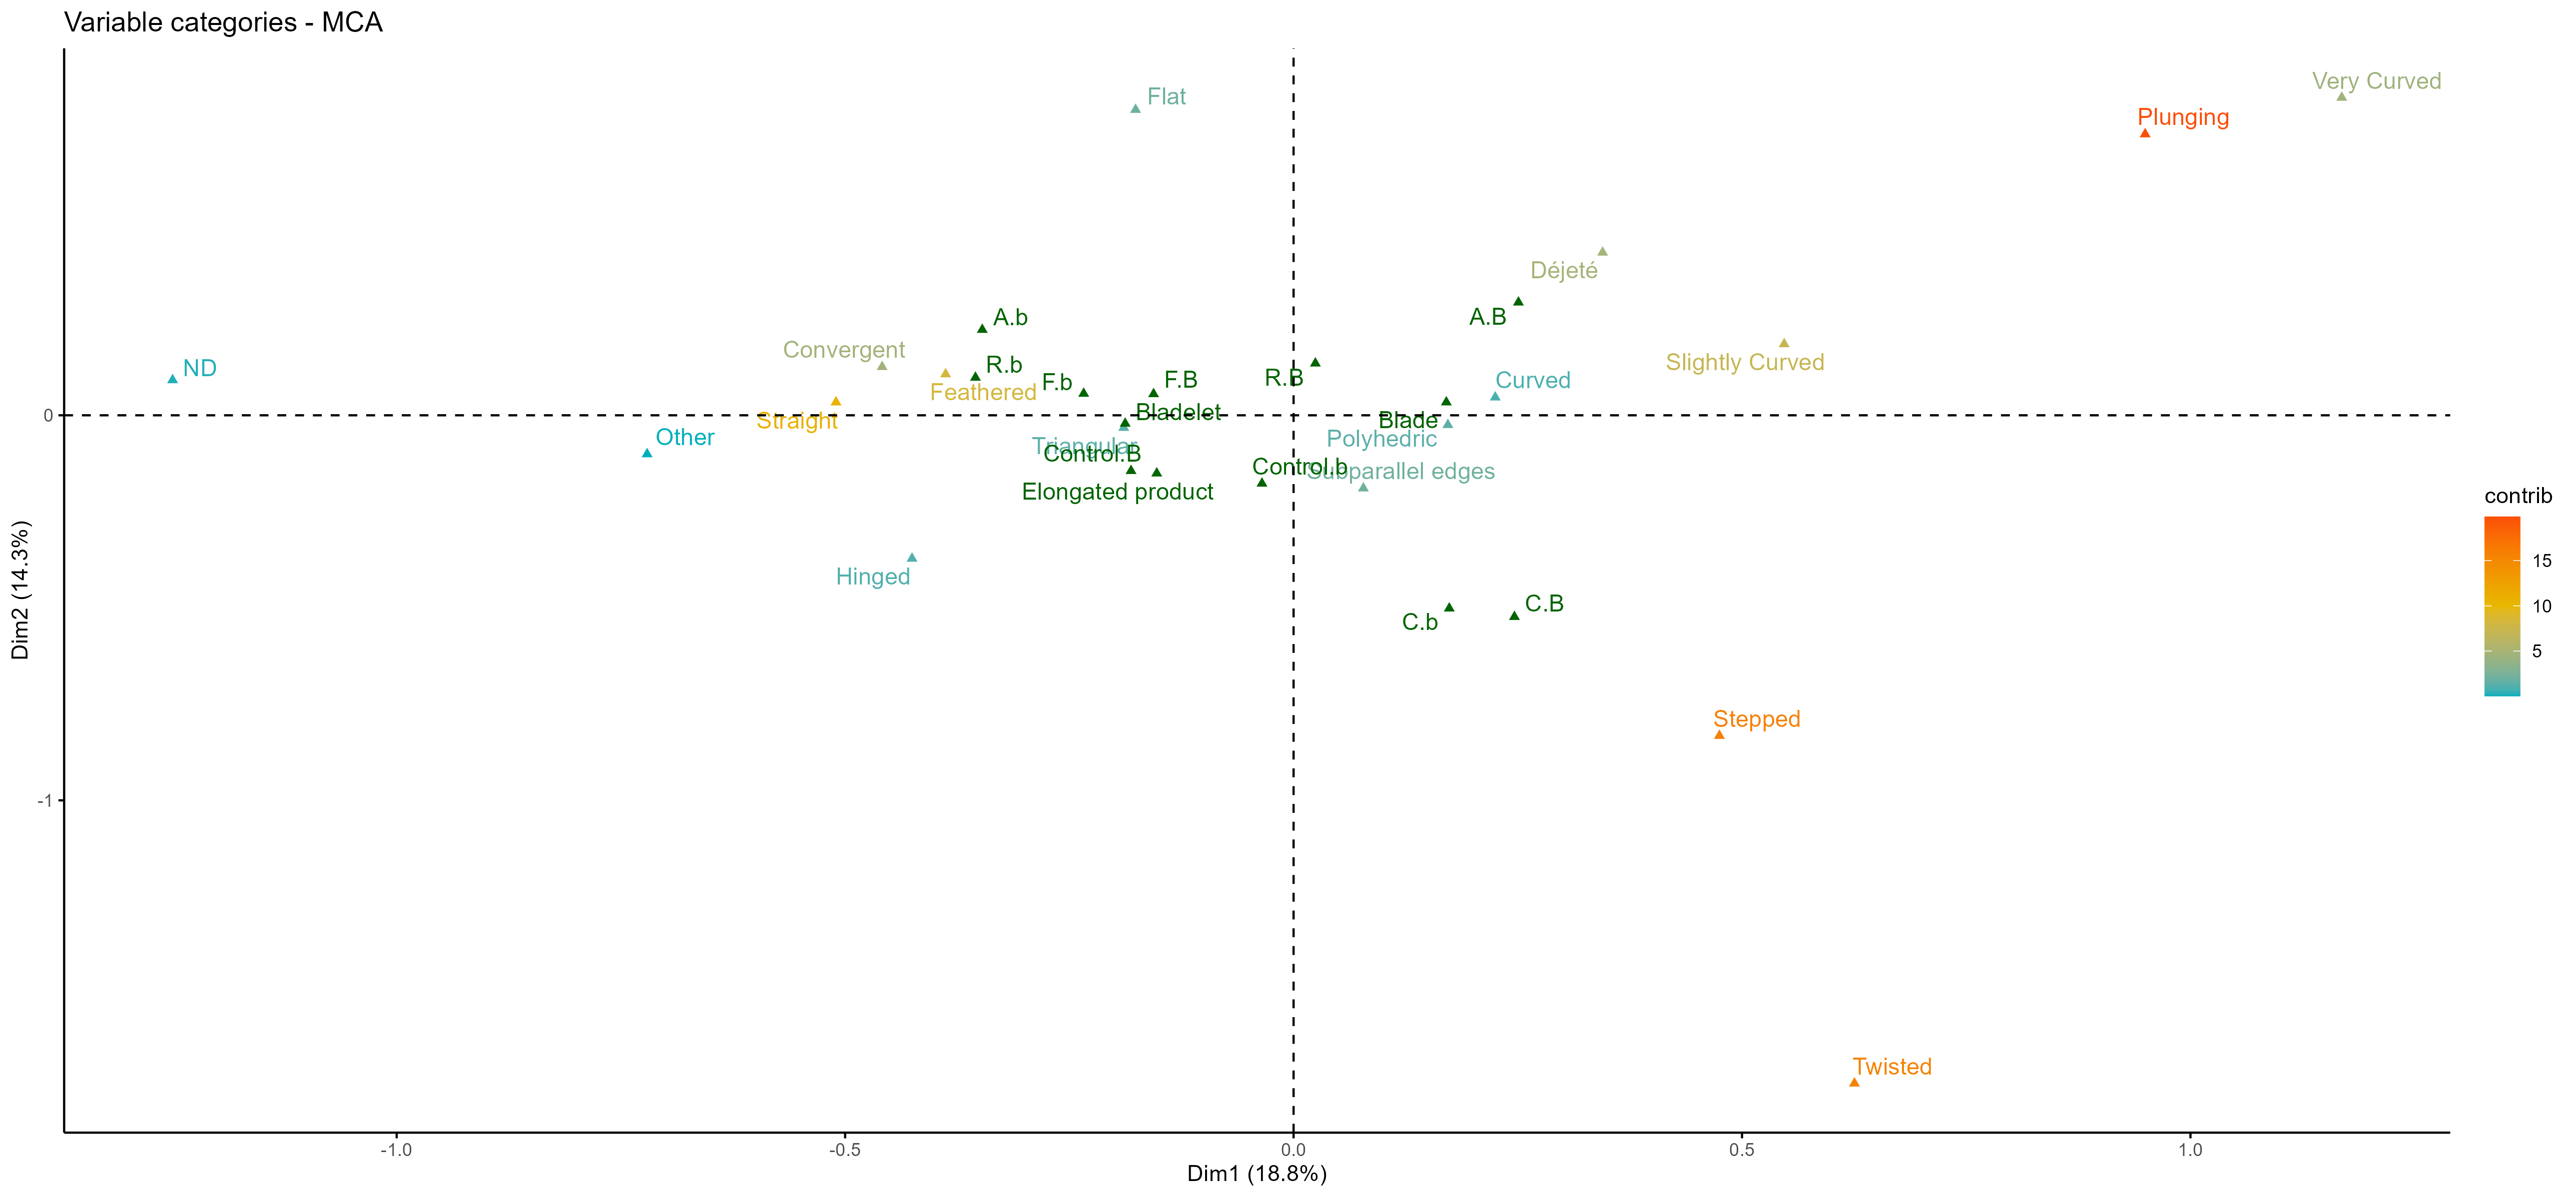 Variable categories - MCA
Very Curved
Flat
Plunging
Déjeté
A.B
A.b
Convergent
Slightly Curved
R.b
ND
R.B
F.b
F.B
Curved
Feathered
Bladelet
0
Straight
Blade
Other
Polyhedric
Triangular
Control.B
Control.b
Subparallel edges
Elongated product
contrib
15
10
5
Hinged
C.B
C.b
Stepped
-1
Twisted
-1.0
-0.5
0.0
0.5
1.0
Dim1 (18.8%)
Dim2 (14.3%)